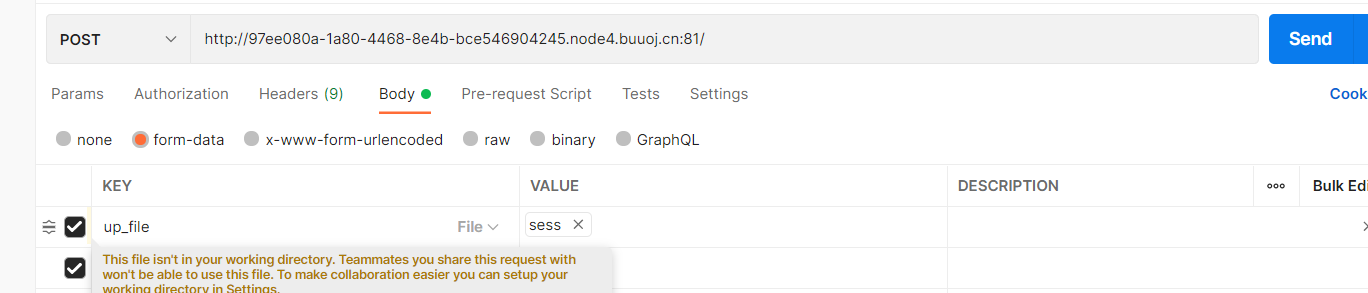 POST http://97ee080a-1a80-4468-8e4b-bce546904245.node4.buuoj.cn:81/ Send
Params Authorization Headers (9) Body Pre-request Script Tests Settings Cook
none form-data x-www-form-urlencoded raw binary GraphQL
KEY VALUE DESCRIPTION ooo Bulk Edi
up_file File sess
This file isn't in your working directory. Teammates you share this request with
won't be able to use this file. To make collaboration easier you can setup your
working directory in Settings.